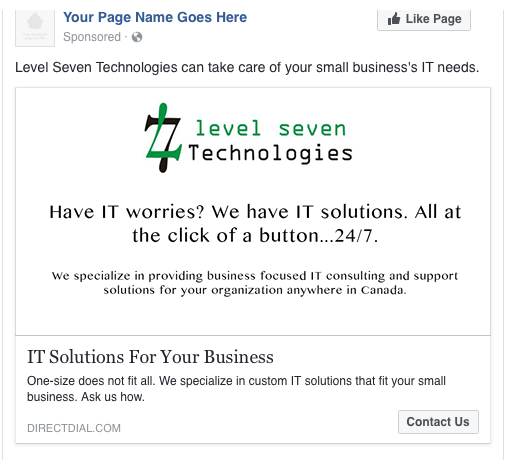 Your Page Name Goes Here
Like Page
Sponsored ·
Level Seven Technologies can take care of your small business's IT needs.
level seven
Technologies
Have IT worries? We have IT solutions. All at
the click of a button...24/7.
We specialize in providing business focused IT consulting and support
solutions for your organization anywhere in Canada.
IT Solutions For Your Business
One-size does not fit all. We specialize in custom IT solutions that fit your small
business. Ask us how.
DIRECTDIAL.COM
Contact Us